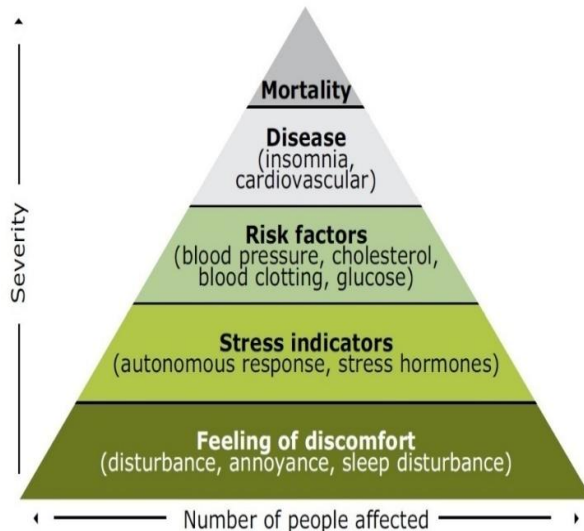 Mortality
Disease
(insomnia,
cardiovascular)
Risk factors
(blood pressure, cholesterol,
blood clotting, glucose)
Stress indicators
(autonomous response, stress hormones)
Feeling of discomfort
(disturbance, annoyance, sleep disturbance)
Severity
Number of people affected